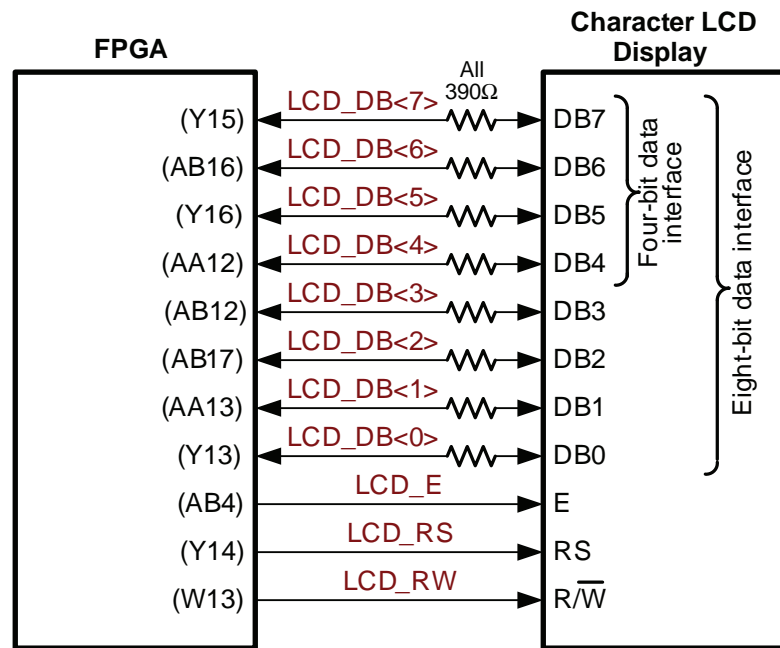 FPGA
Character LCD
Display
All
390Ω
(Y15) LCD_DB<7> DB7
(AB16) LCD_DB<6> DB6
(Y16) LCD_DB<5> DB5
(AA12) LCD_DB<4> DB4
(AB12) LCD_DB<3> DB3
(AB17) LCD_DB<2> DB2
(AA13) LCD_DB<1> DB1
(Y13) LCD_DB<0> DB0
(AB4) LCD_E E
(Y14) LCD_RS RS
(W13) LCD_RW R/W̅
Four-bit data
interface
Eight-bit data interface